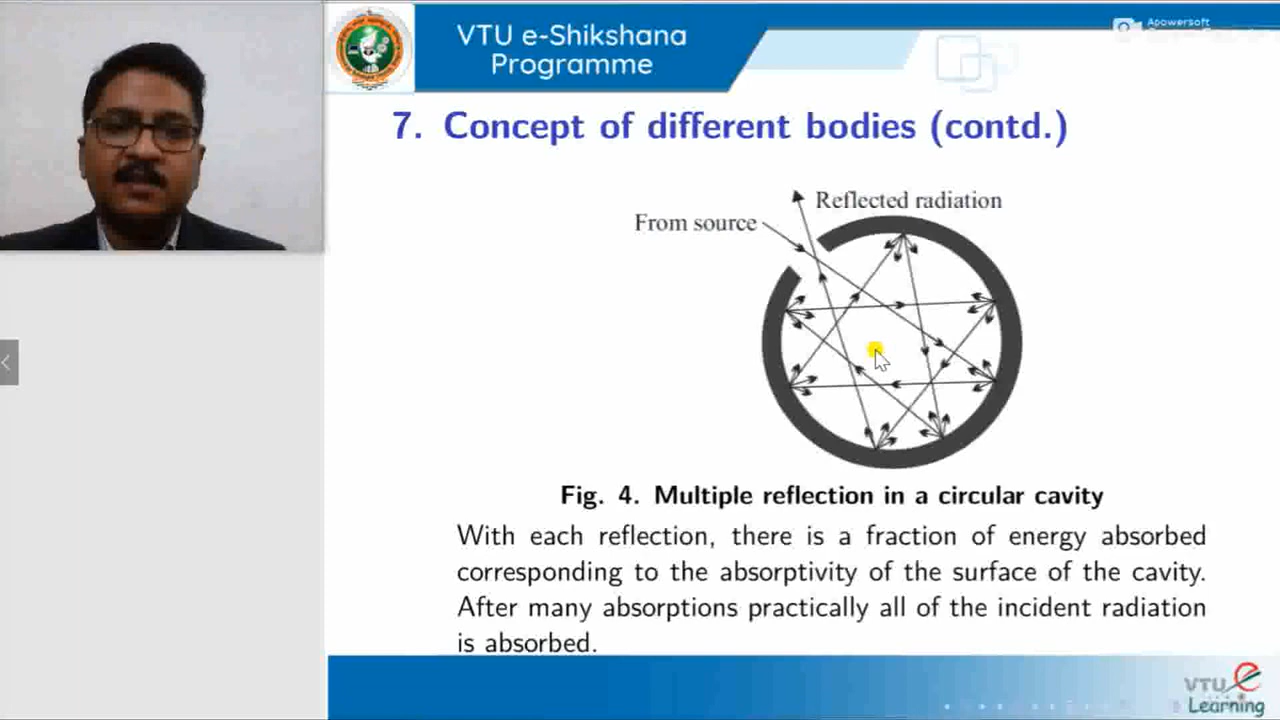 VTU e-Shikshana
Programme
Apowersoft
7. Concept of different bodies (contd.)
Reflected radiation
From source
Fig. 4. Multiple reflection in a circular cavity
With each reflection, there is a fraction of energy absorbed
corresponding to the absorptivity of the surface of the cavity.
After many absorptions practically all of the incident radiation
is absorbed.
VTU e
Learning